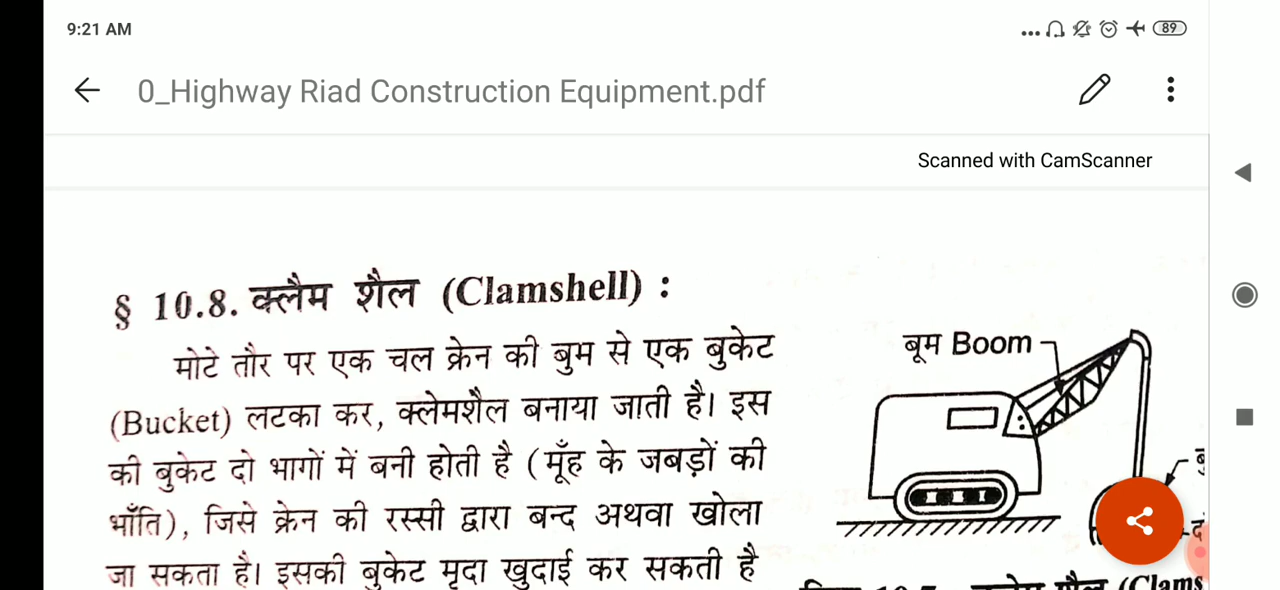 9:21 AM
89
0_Highway Riad Construction Equipment.pdf
Scanned with CamScanner
§ 10.8. क्लैम शैल (Clamshell) :
मोटे तौर पर एक चल क्रेन की बुम से एक बुकेट
(Bucket) लटका कर, क्लेमशैल बनाया जाती है। इस
की बुकेट दो भागों में बनी होती है (मूँह के जबड़ों की
भाँति), जिसे क्रेन की रस्सी द्वारा बन्द अथवा खोला
जा सकता है। इसकी बुकेट मृदा खुदाई कर सकती है
बूम Boom